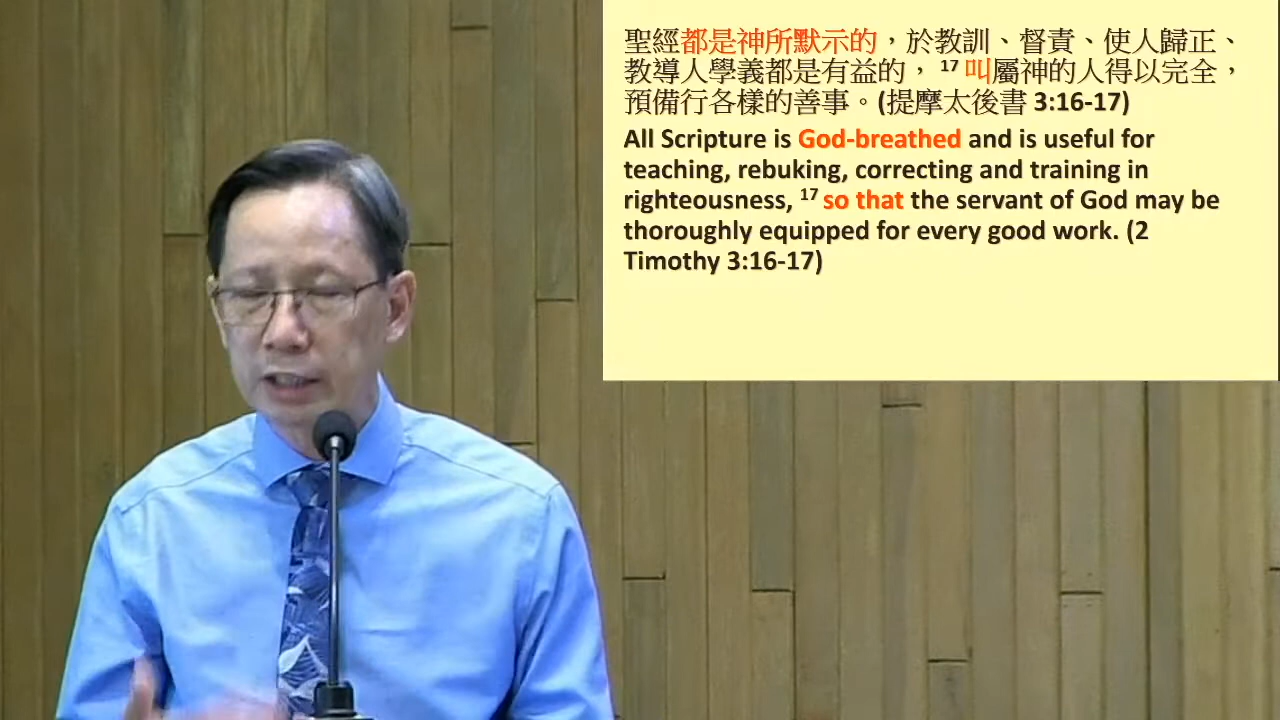 聖經都是神所默示的，於教訓、督責、使人歸正、
教導人學義都是有益的， 17 叫屬神的人得以完全，
預備行各樣的善事。(提摩太後書 3:16-17)
All Scripture is God-breathed and is useful for
teaching, rebuking, correcting and training in
righteousness, 17 so that the servant of God may be
thoroughly equipped for every good work. (2
Timothy 3:16-17)